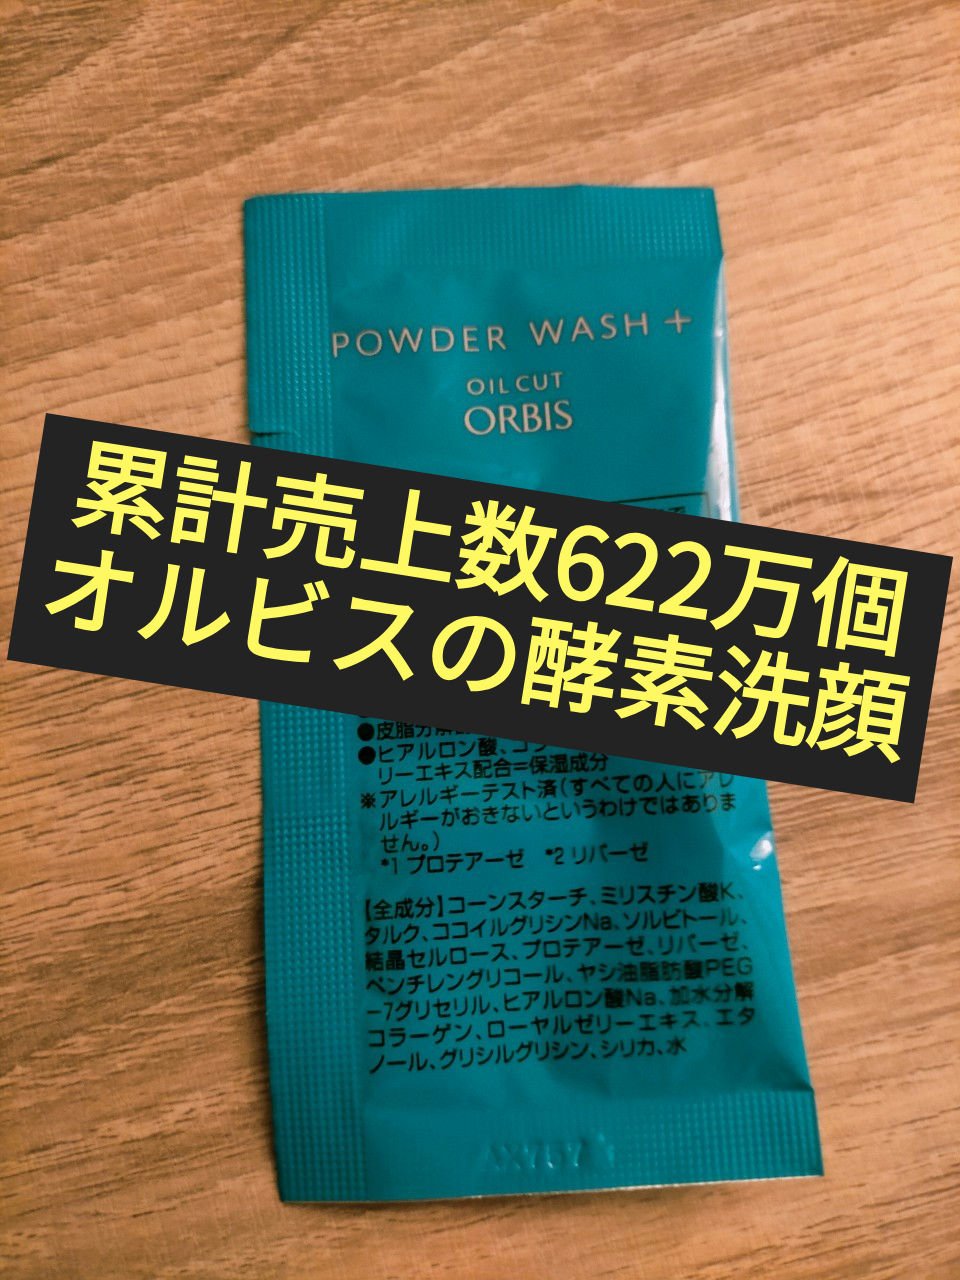 POWDER WASH +
OIL CUT
ORBIS
累計売上数622万個
オルビスの酵素洗顔
●皮脂分解
●ヒアルロン酸、コラ
リーエキス配合=保湿成分
※アレルギーテスト済(すべての人にアレ
ルギーがおきないというわけではありま
せん。)
*1 プロテアーゼ *2 リパーゼ
【全成分】コーンスターチ、ミリスチン酸K、
タルク、ココイルグリシンNa、ソルビトール、
結晶セルロース、プロテアーゼ、リパーゼ、
ペンチレングリコール、ヤシ油脂肪酸PEG
-7グリセリル、ヒアルロン酸Na、加水分解
コラーゲン、ローヤルゼリーエキス、エタ
ノール、グリシルグリシン、シリカ、水